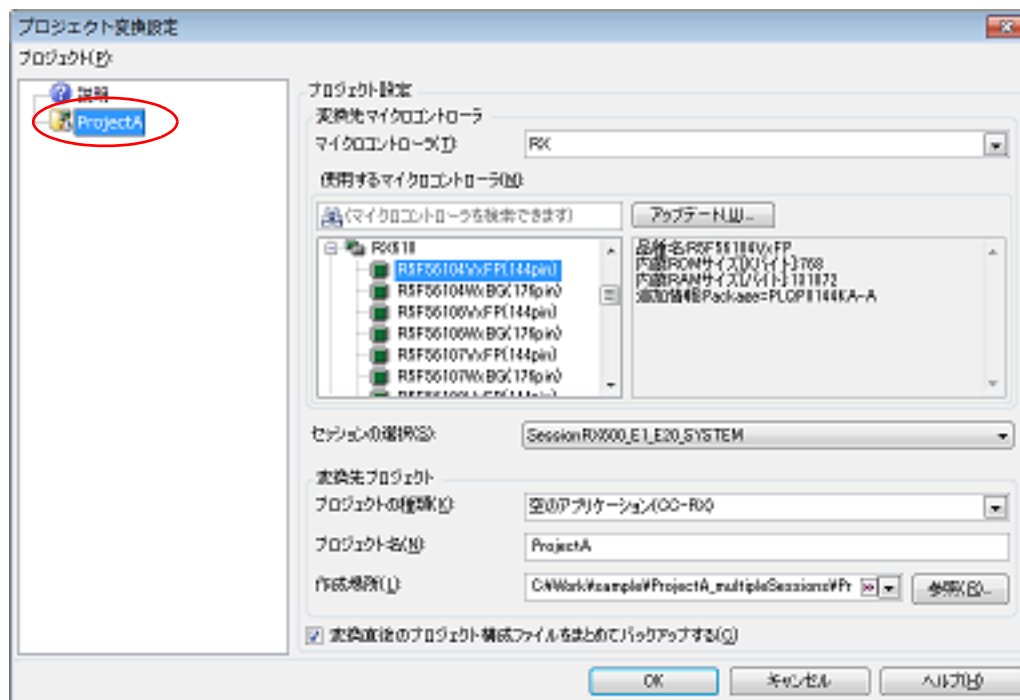 プロジェクト変換設定
プロジェクト(P):
説明
ProjectA
プロジェクト設定
変換先マイクロコントローラ
マイクロコントローラ(T):
RX
使用するマイクロコントローラ(M):
(マイクロコントローラを検索できます)
アップデート(U)...
RX610
R5F56104VxFP(144pin)
R5F56104WxBG(176pin)
R5F56106VxFP(144pin)
R5F56106WxBG(176pin)
R5F56107VxFP(144pin)
R5F56107WxBG(176pin)
品種名:R5F56104VxFP
内蔵ROMサイズ[Kバイト]:768
内蔵RAMサイズ[バイト]:131072
追加情報:Package=PLQP0144KA-A
セッションの選択(S):
SessionRX600_E1_E20_SYSTEM
変換先プロジェクト
プロジェクトの種類(K):
空のアプリケーション(CC-RX)
プロジェクト名(N):
ProjectA
作成場所(L):
C:¥Work¥sample¥ProjectA_multipleSessions¥Pr
参照(R)...
変換直後のプロジェクト構成ファイルをまとめてバックアップする(C)
OK
キャンセル
ヘルプ(H)